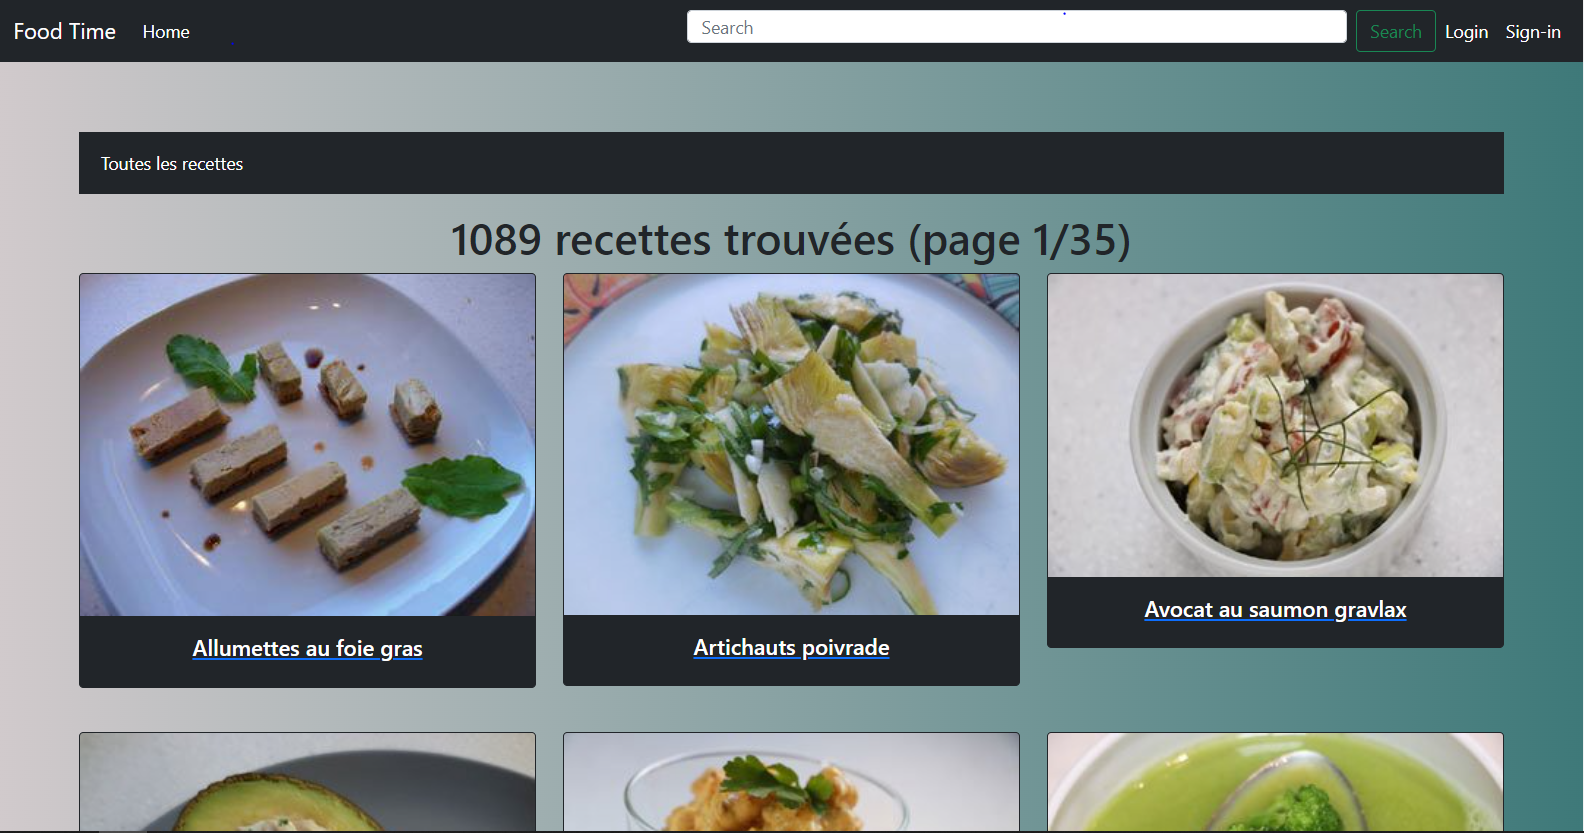 Food Time Home Search Search Login Sign-in
Toutes les recettes
1089 recettes trouvées (page 1/35)
Allumettes au foie gras
Artichauts poivrade
Avocat au saumon gravlax